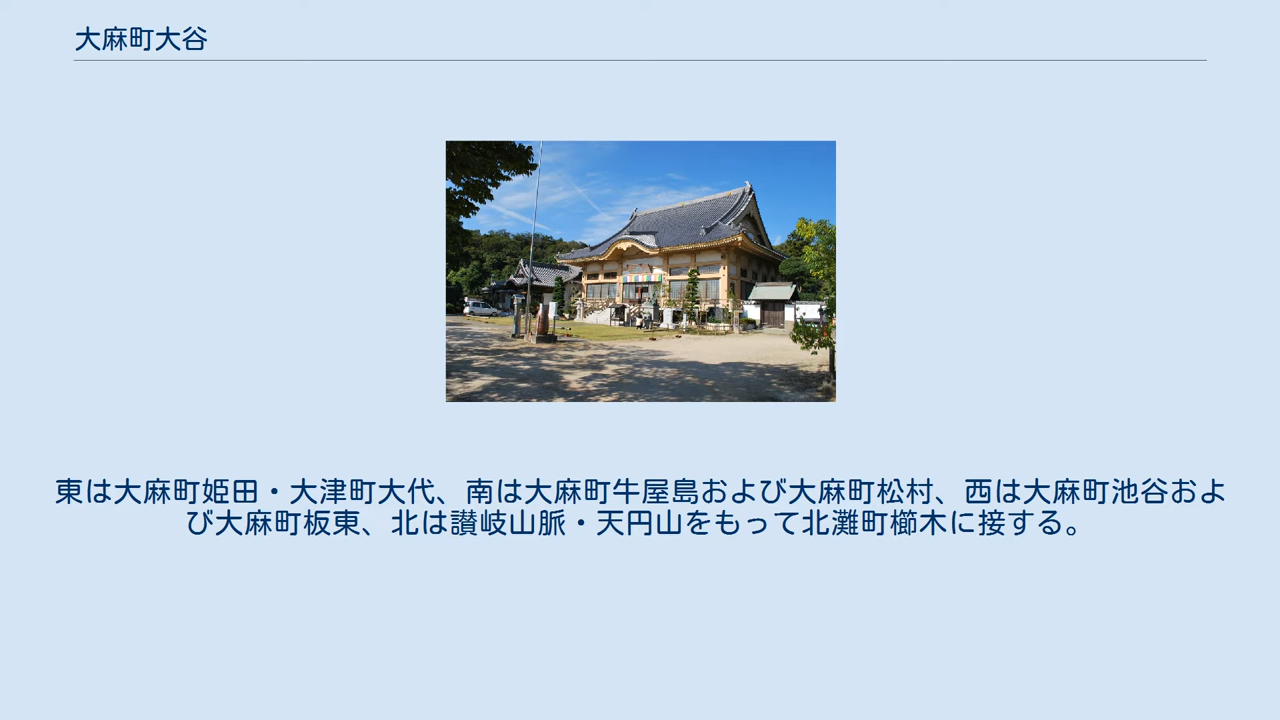 大麻町大谷
東は大麻町姫田・大津町大代、南は大麻町牛屋島および大麻町松村、西は大麻町池谷およ
び大麻町板東、北は讃岐山脈・天円山をもって北灘町櫛木に接する。